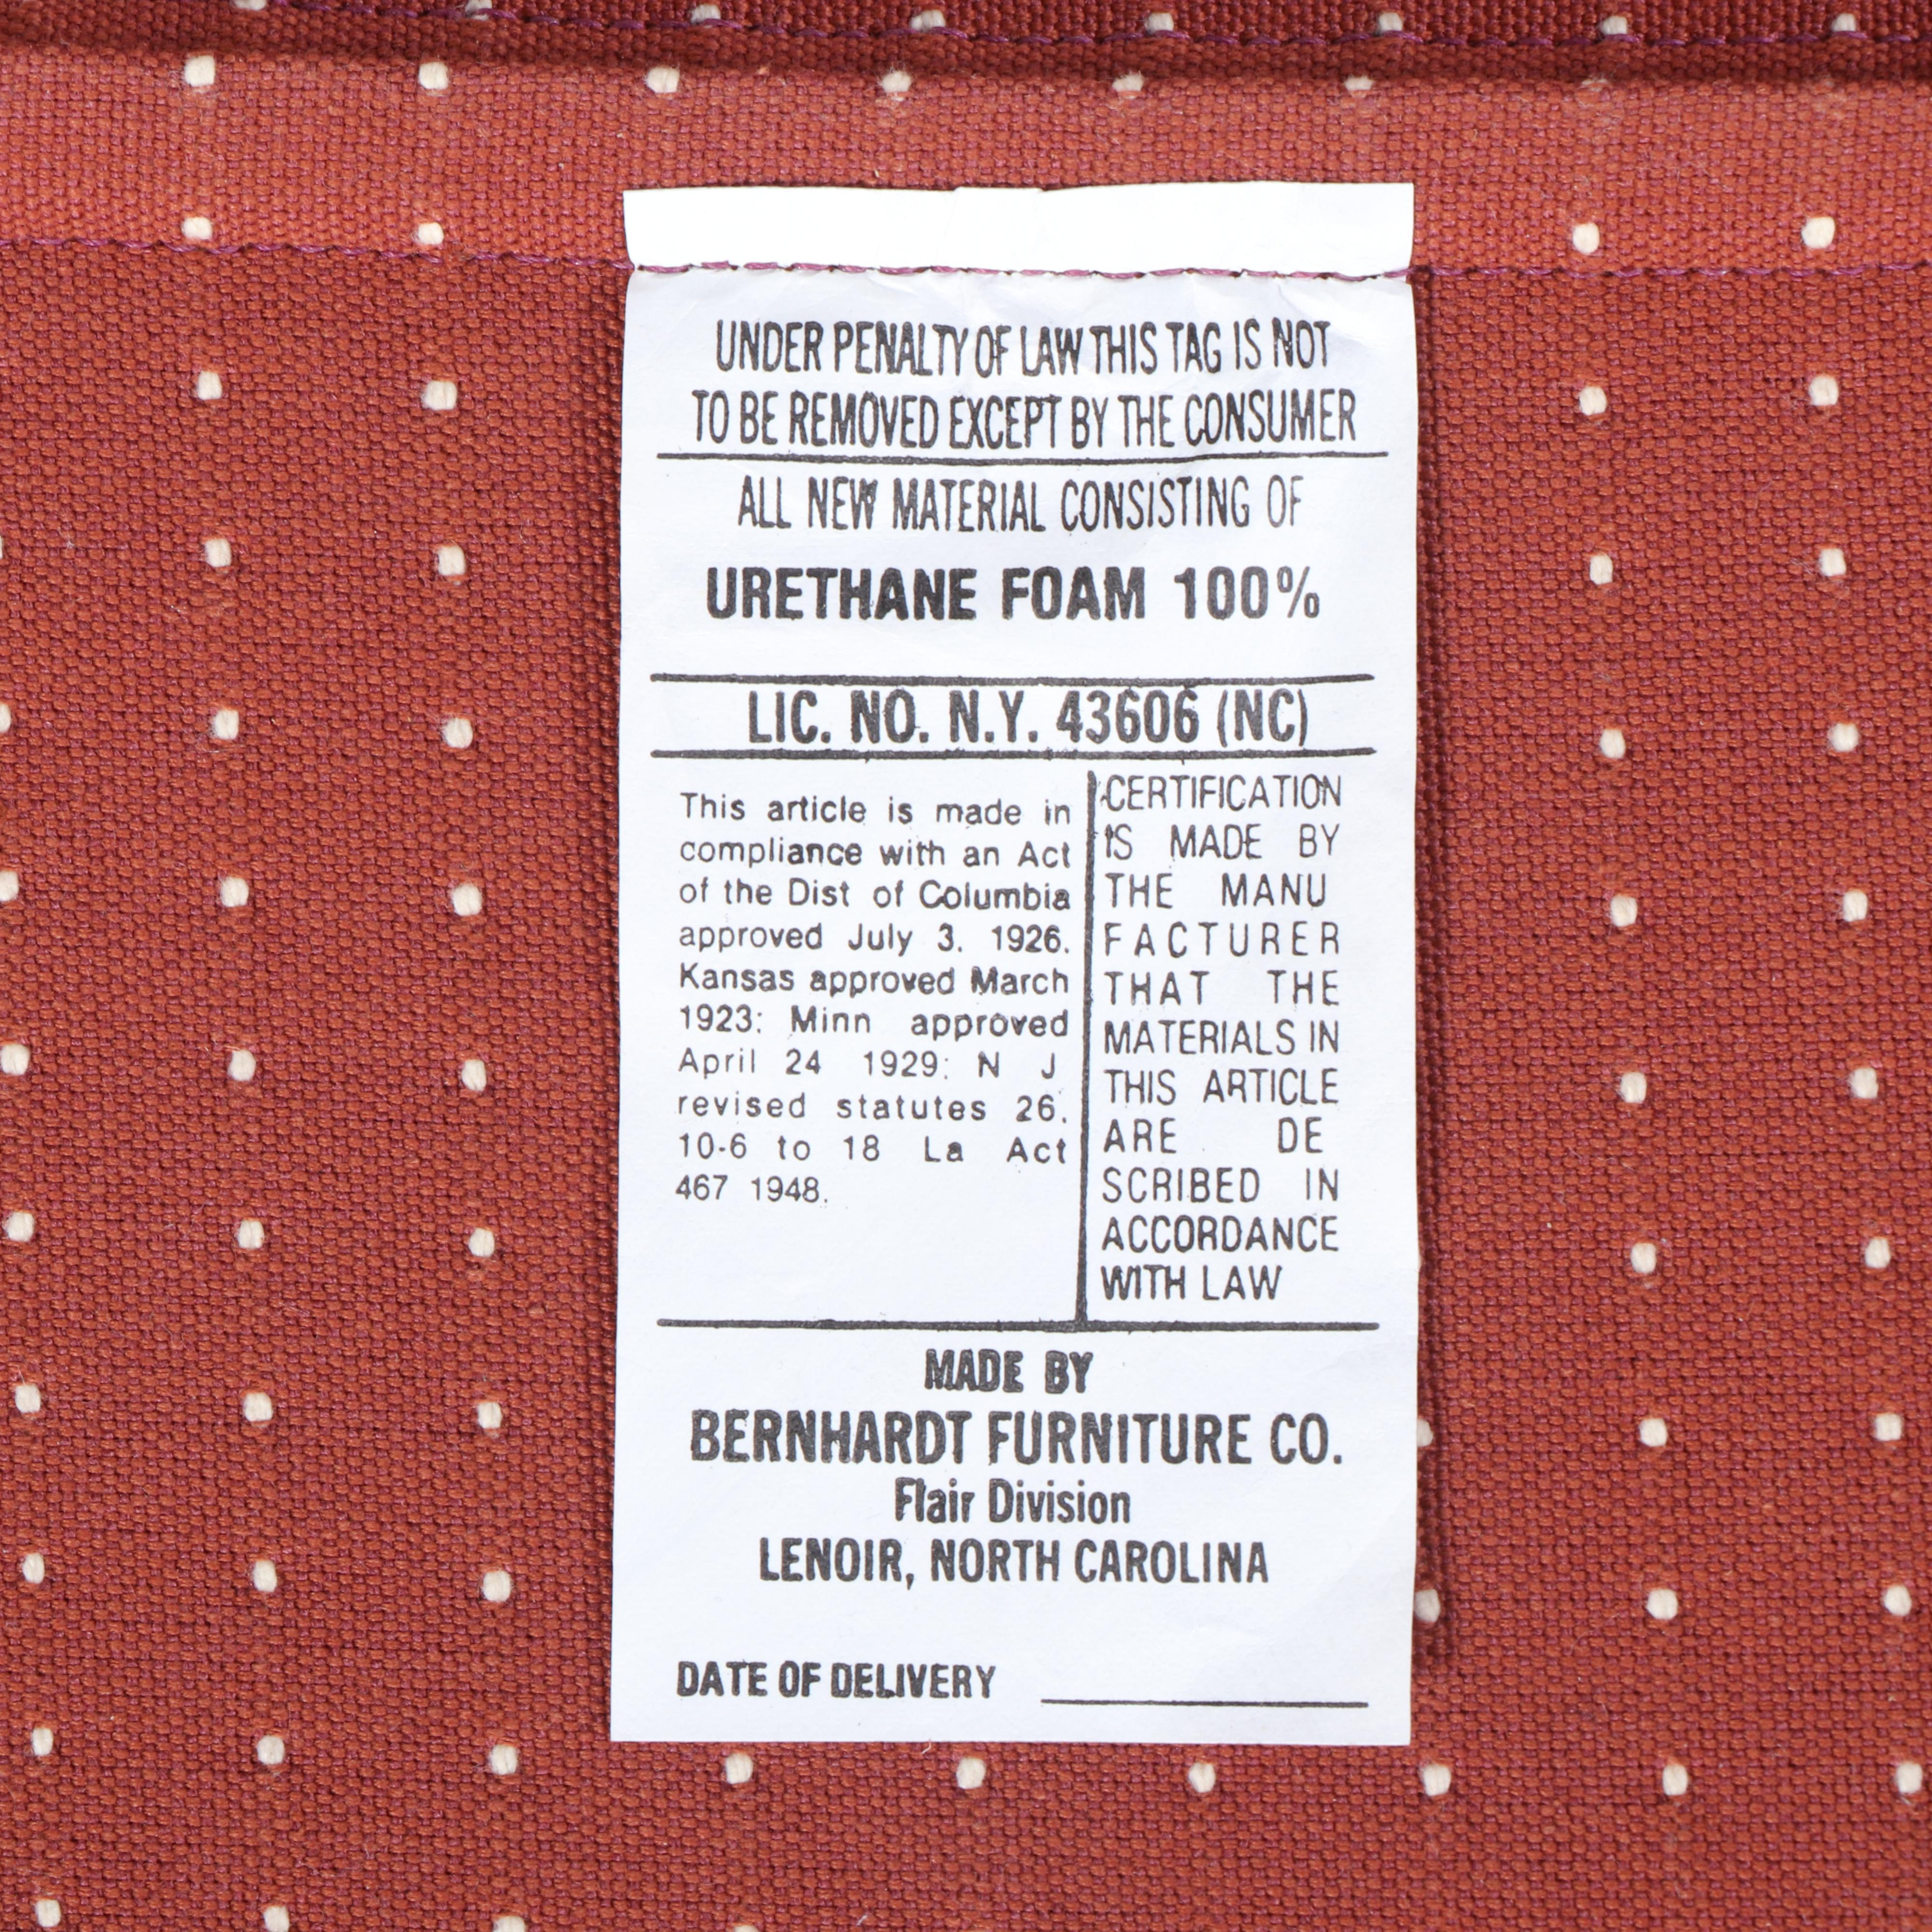 UNDER PENALTY OF LAW THIS TAG IS NOT
TO BE REMOVED EXCEPT BY THE CONSUMER
ALL NEW MATERIAL CONSISTING OF
URETHANE FOAM 100%
LIC. NO. N.Y. 43606 (NC)
This article is made in
compliance with an Act
of the Dist of Columbia
approved July 3. 1926.
Kansas approved March
1923: Minn approved
April 24 1929: N J
revised statutes 26.
10-6 to 18 La Act
467 1948.
CERTIFICATION
IS MADE BY
THE MANU
FACTURER
THAT THE
MATERIALS IN
THIS ARTICLE
ARE DE
SCRIBED IN
ACCORDANCE
WITH LAW
MADE BY
BERNHARDT FURNITURE CO.
Flair Division
LENOIR, NORTH CAROLINA
DATE OF DELIVERY